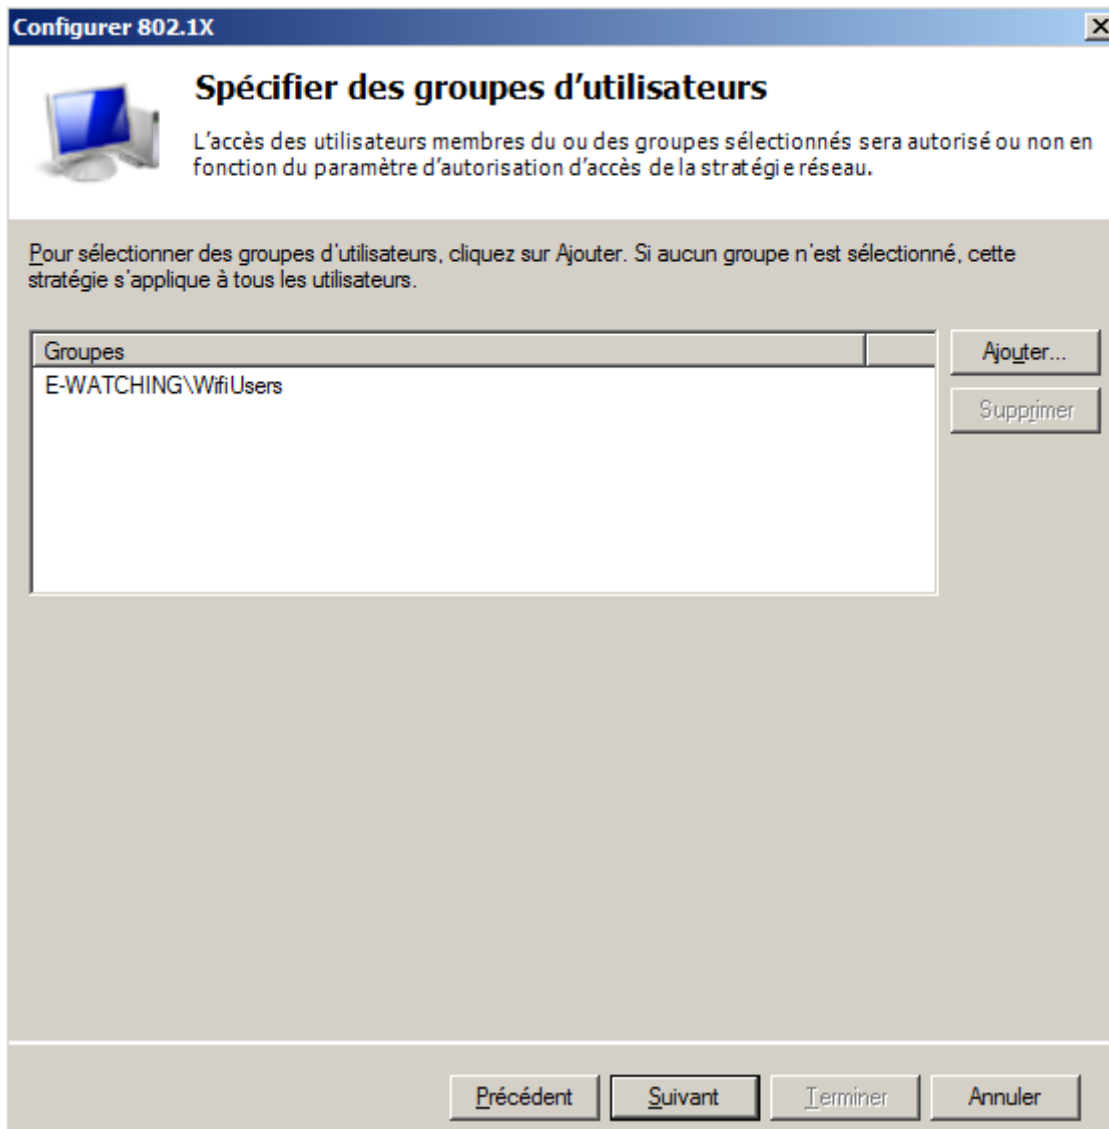 Configurer 802.1X
Spécifier des groupes d’utilisateurs
L’accès des utilisateurs membres du ou des groupes sélectionnés sera autorisé ou non en
fonction du paramètre d’autorisation d’accès de la stratégie réseau.
Pour sélectionner des groupes d’utilisateurs, cliquez sur Ajouter. Si aucun groupe n’est sélectionné, cette
stratégie s’applique à tous les utilisateurs.
Groupes
Ajouter...
E-WATCHING\WifiUsers
Supprimer
Précédent Suivant Terminer Annuler